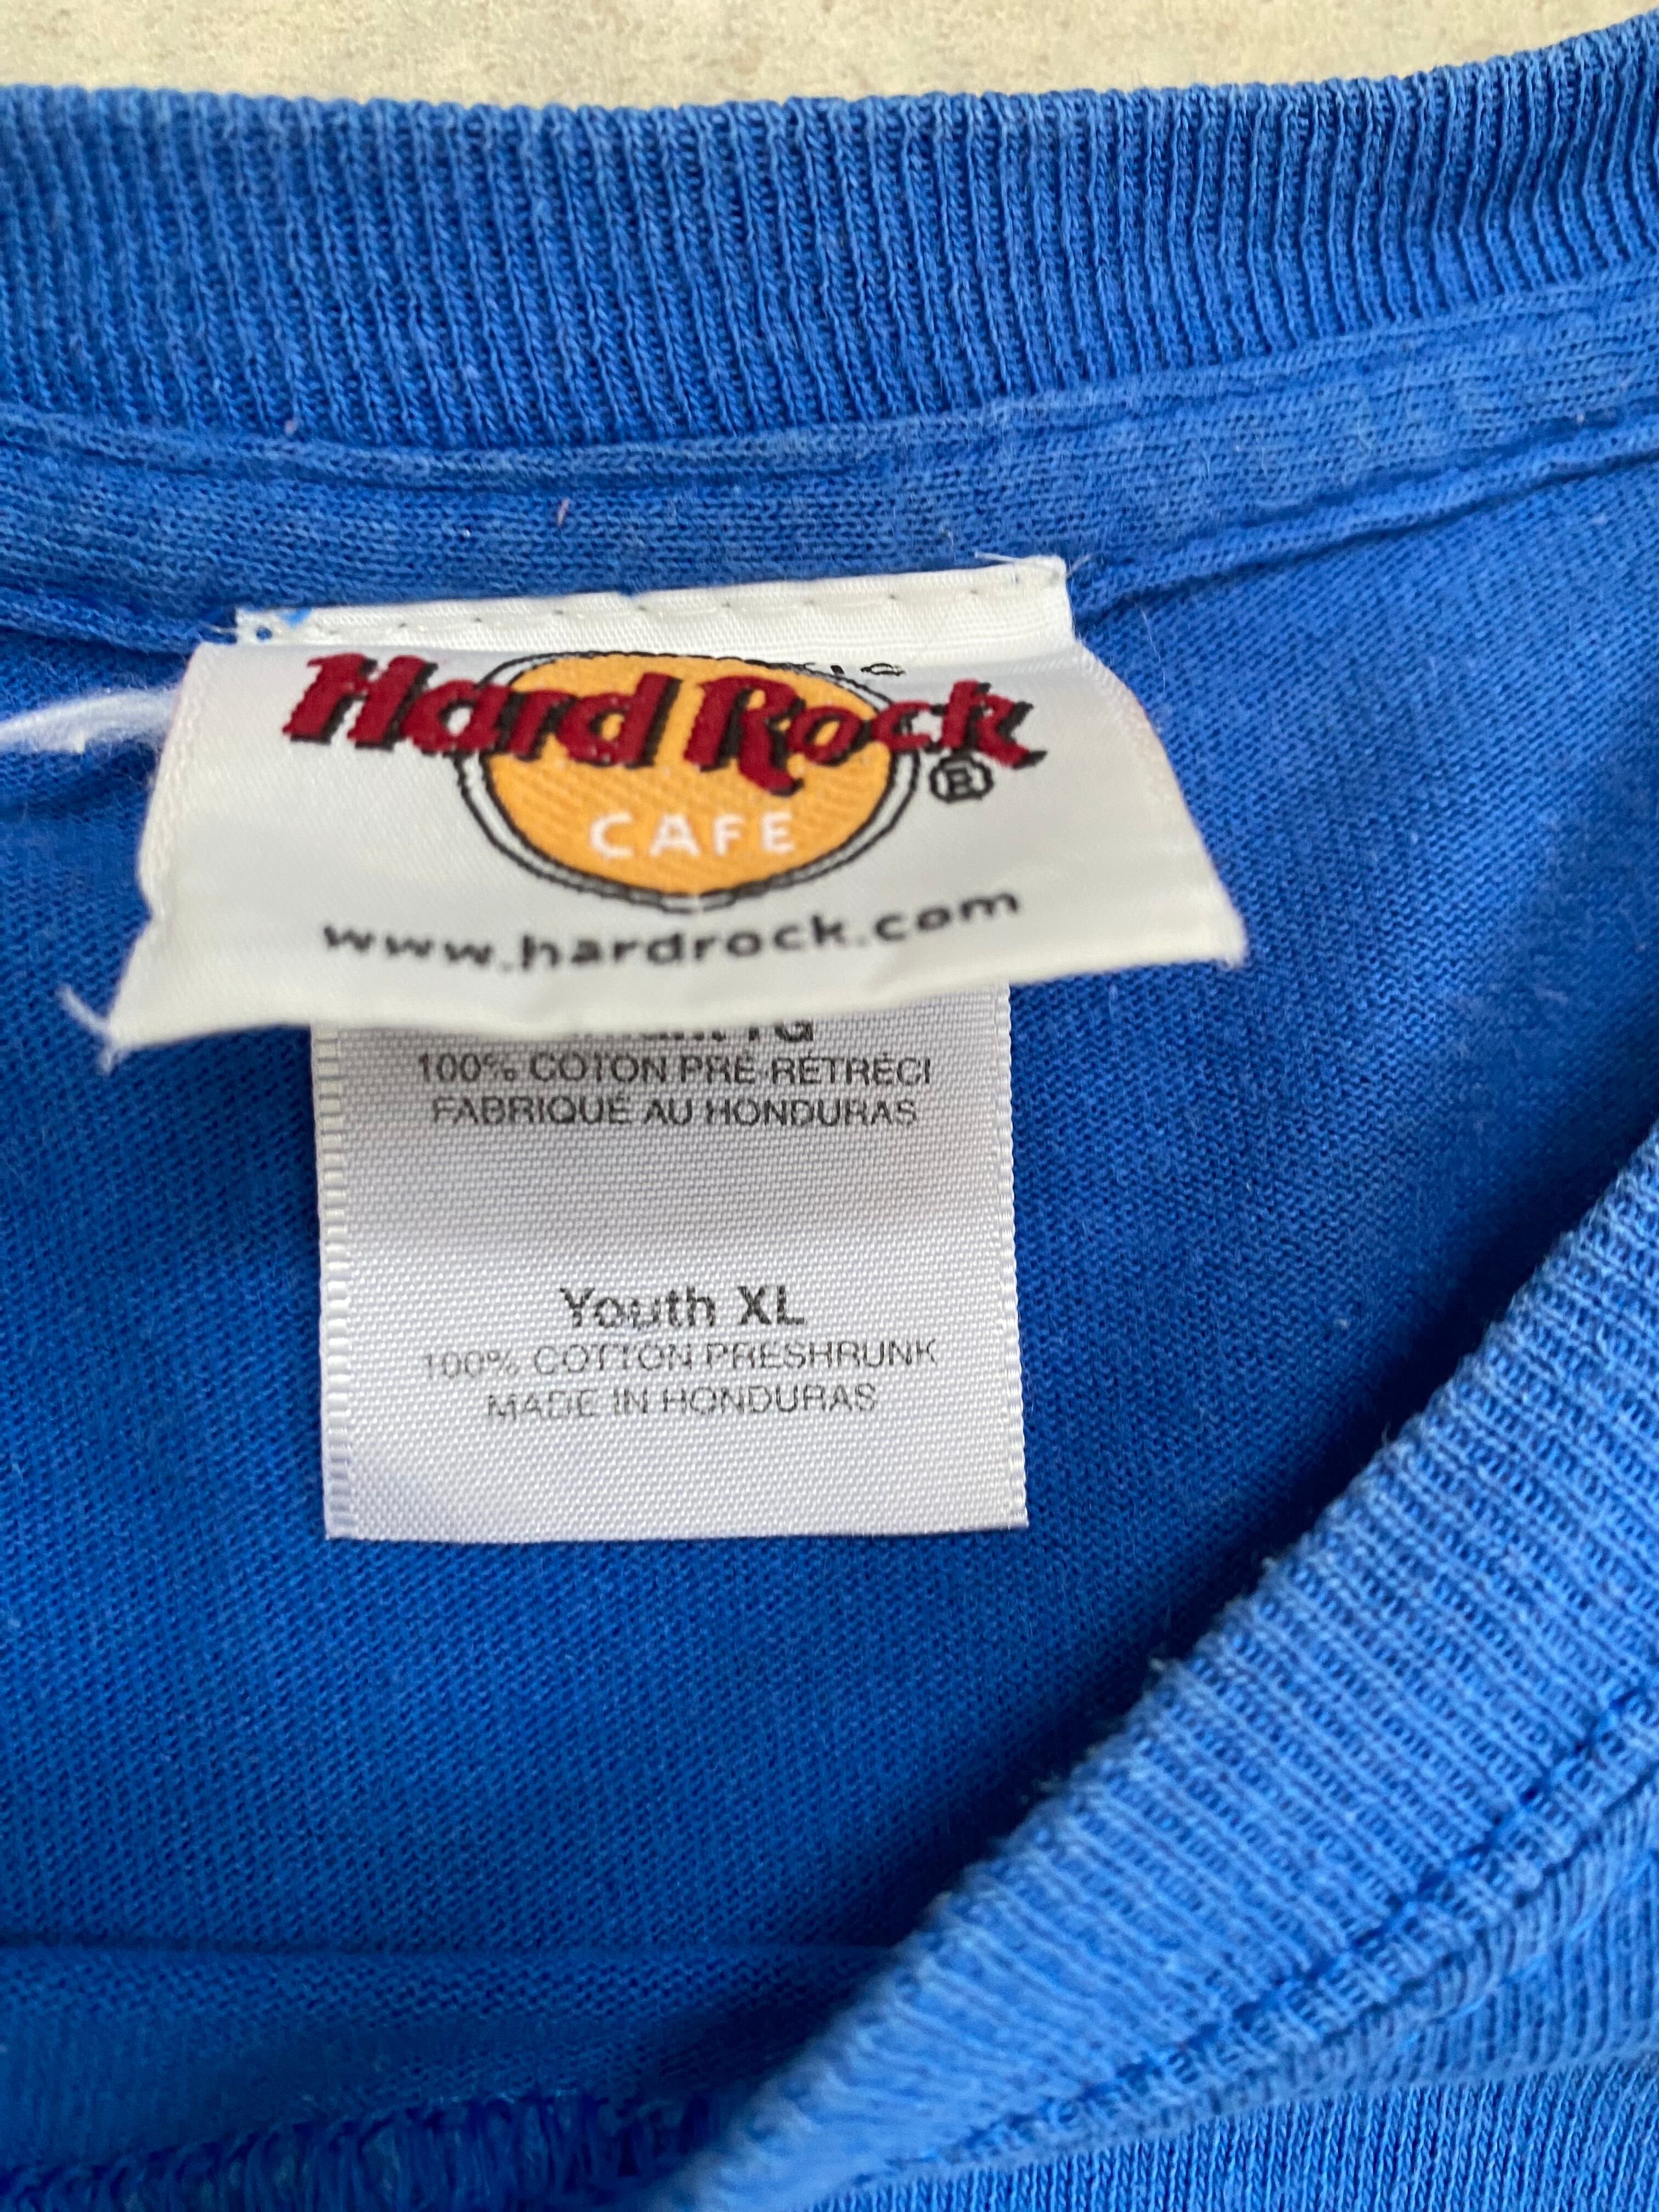 Hard Rock
®
CAFE
www.hardrock.com
100% COTON PRÉ-RÉTRÉCI
FABRIQUÉ AU HONDURAS
Youth XL
100% COTTON PRESHRUNK
MADE IN HONDURAS